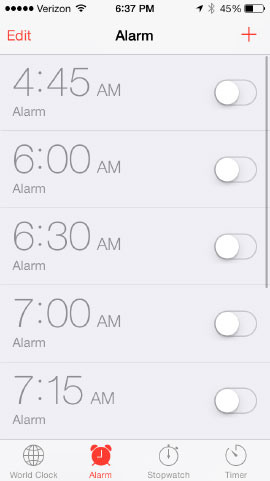 Verizon 6:37 PM 45%
Edit Alarm +
4:45 AM
Alarm
6:00 AM
Alarm
6:30 AM
Alarm
7:00 AM
Alarm
7:15 AM
Alarm
World Clock Alarm Stopwatch Timer